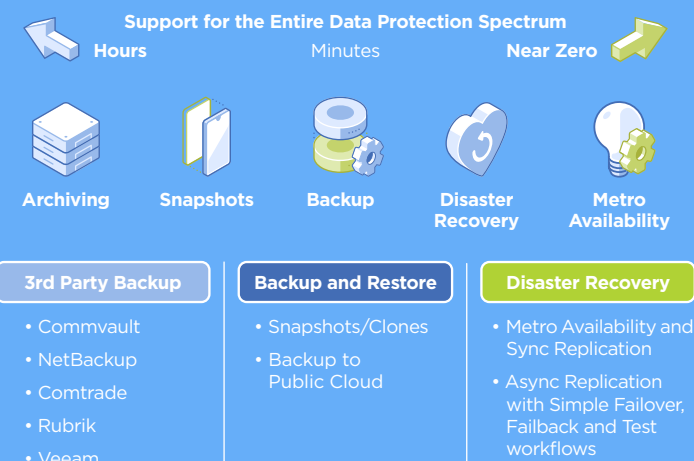 Support for the Entire Data Protection Spectrum
Hours
Minutes
Near Zero
Archiving
Snapshots
Backup
Disaster
Recovery
Metro
Availability
3rd Party Backup
• Commvault
• NetBackup
• Comtrade
• Rubrik
• Veeam
Backup and Restore
• Snapshots/Clones
• Backup to
Public Cloud
Disaster Recovery
• Metro Availability and
Sync Replication
• Async Replication
with Simple Failover,
Failback and Test
workflows